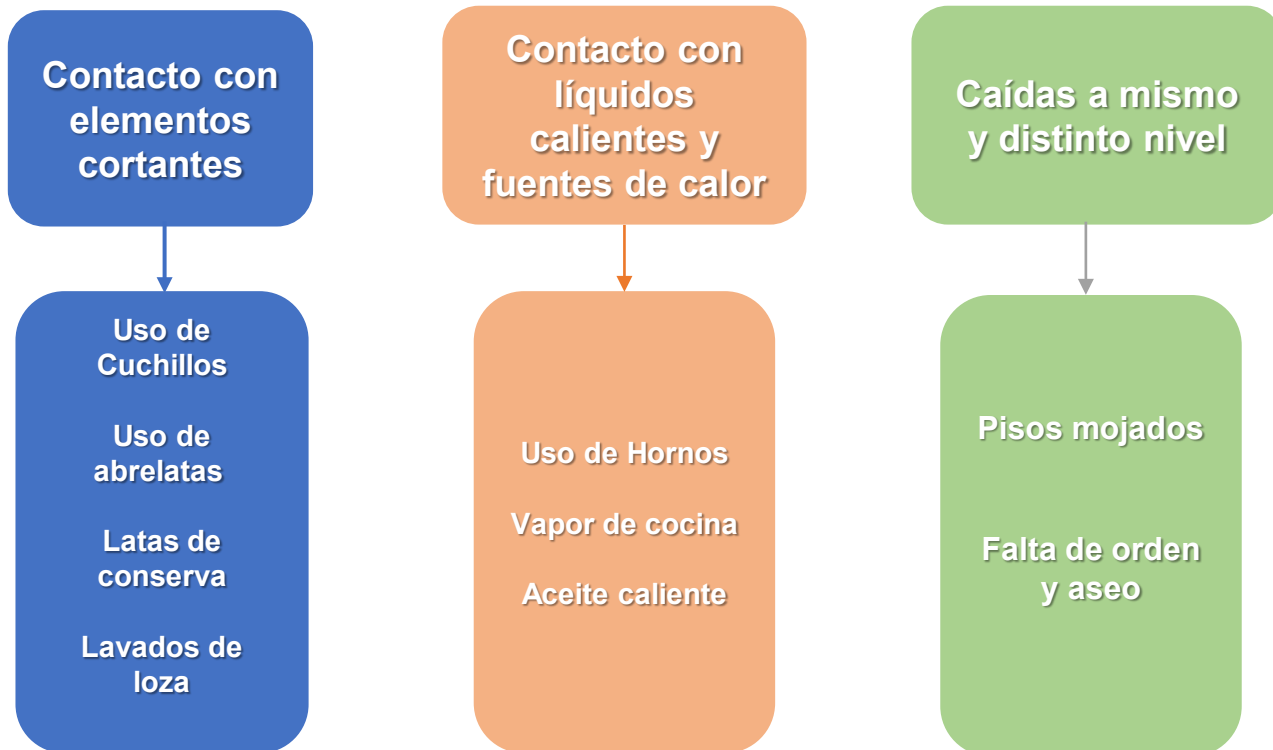 Contacto con
elementos
cortantes
Uso de
Cuchillos
Uso de
abrelatas
Latas de
conserva
Lavados de
loza
Contacto con
líquidos
calientes y
fuentes de calor
Uso de Hornos
Vapor de cocina
Aceite caliente
Caídas a mismo
y distinto nivel
Pisos mojados
Falta de orden
y aseo